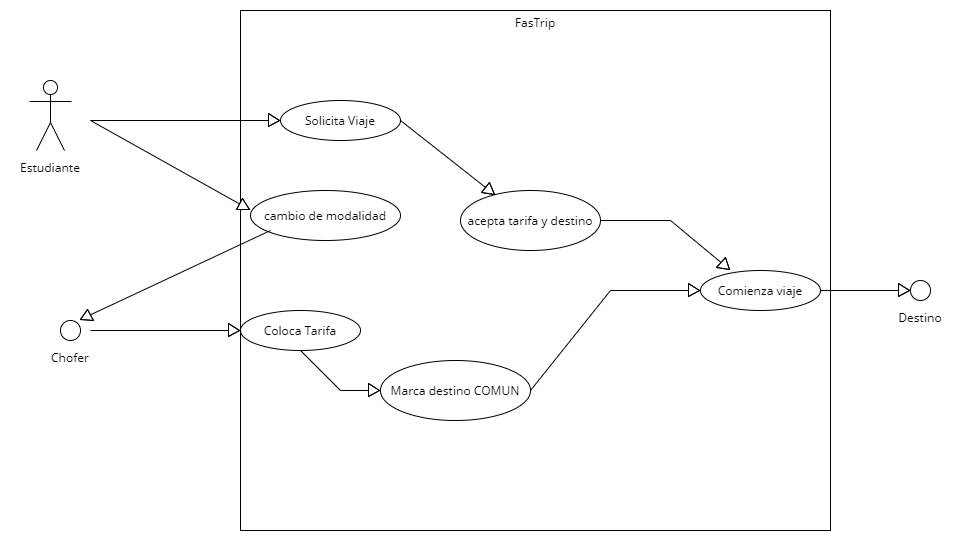 FasTrip
Solicita Viaje
Estudiante
cambio de modalidad
acepta tarifa y destino
Comienza viaje
Destino
Coloca Tarifa
Chofer
Marca destino COMUN